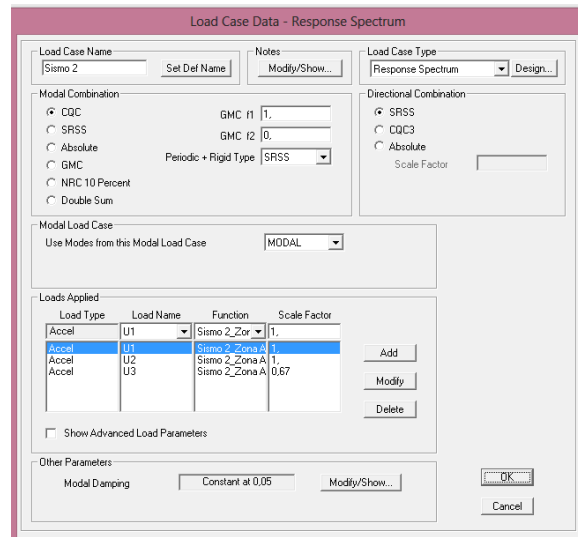 Load Case Data - Response Spectrum
Load Case Name
Sismo 2
Set Def Name
Notes
Modify/Show...
Load Case Type
Response Spectrum
Design...
Modal Combination
CQC
SRSS
Absolute
GMC
NRC 10 Percent
Double Sum
GMC f1
1,
GMC f2
0,
Periodic + Rigid Type
SRSS
Directional Combination
SRSS
CQC3
Absolute
Scale Factor
Modal Load Case
Use Modes from this Modal Load Case
MODAL
Loads Applied
Load Type Load Name Function Scale Factor
Accel U1 Sismo 2_Zor 1,
Accel U1 Sismo 2_Zona A 1,
Accel U2 Sismo 2_Zona A 1,
Accel U3 Sismo 2_Zona A 0,67
Add
Modify
Delete
Show Advanced Load Parameters
Other Parameters
Modal Damping
Constant at 0,05
Modify/Show...
OK
Cancel